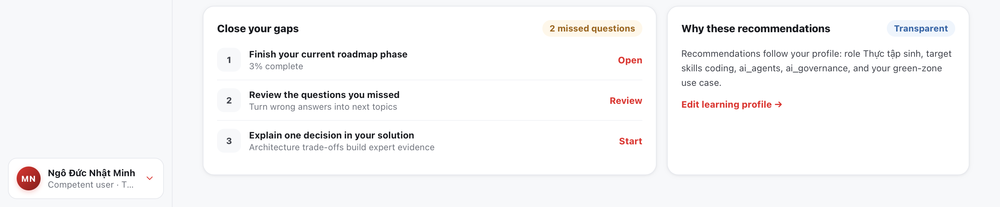 Close your gaps
2 missed questions
1
Finish your current roadmap phase
3% complete
Open
2
Review the questions you missed
Turn wrong answers into next topics
Review
3
Explain one decision in your solution
Architecture trade-offs build expert evidence
Start
Why these recommendations
Transparent
Recommendations follow your profile: role Thực tập sinh, target
skills coding, ai_agents, ai_governance, and your green-zone
use case.
Edit learning profile →
MN
Ngô Đức Nhật Minh
Competent user · T...